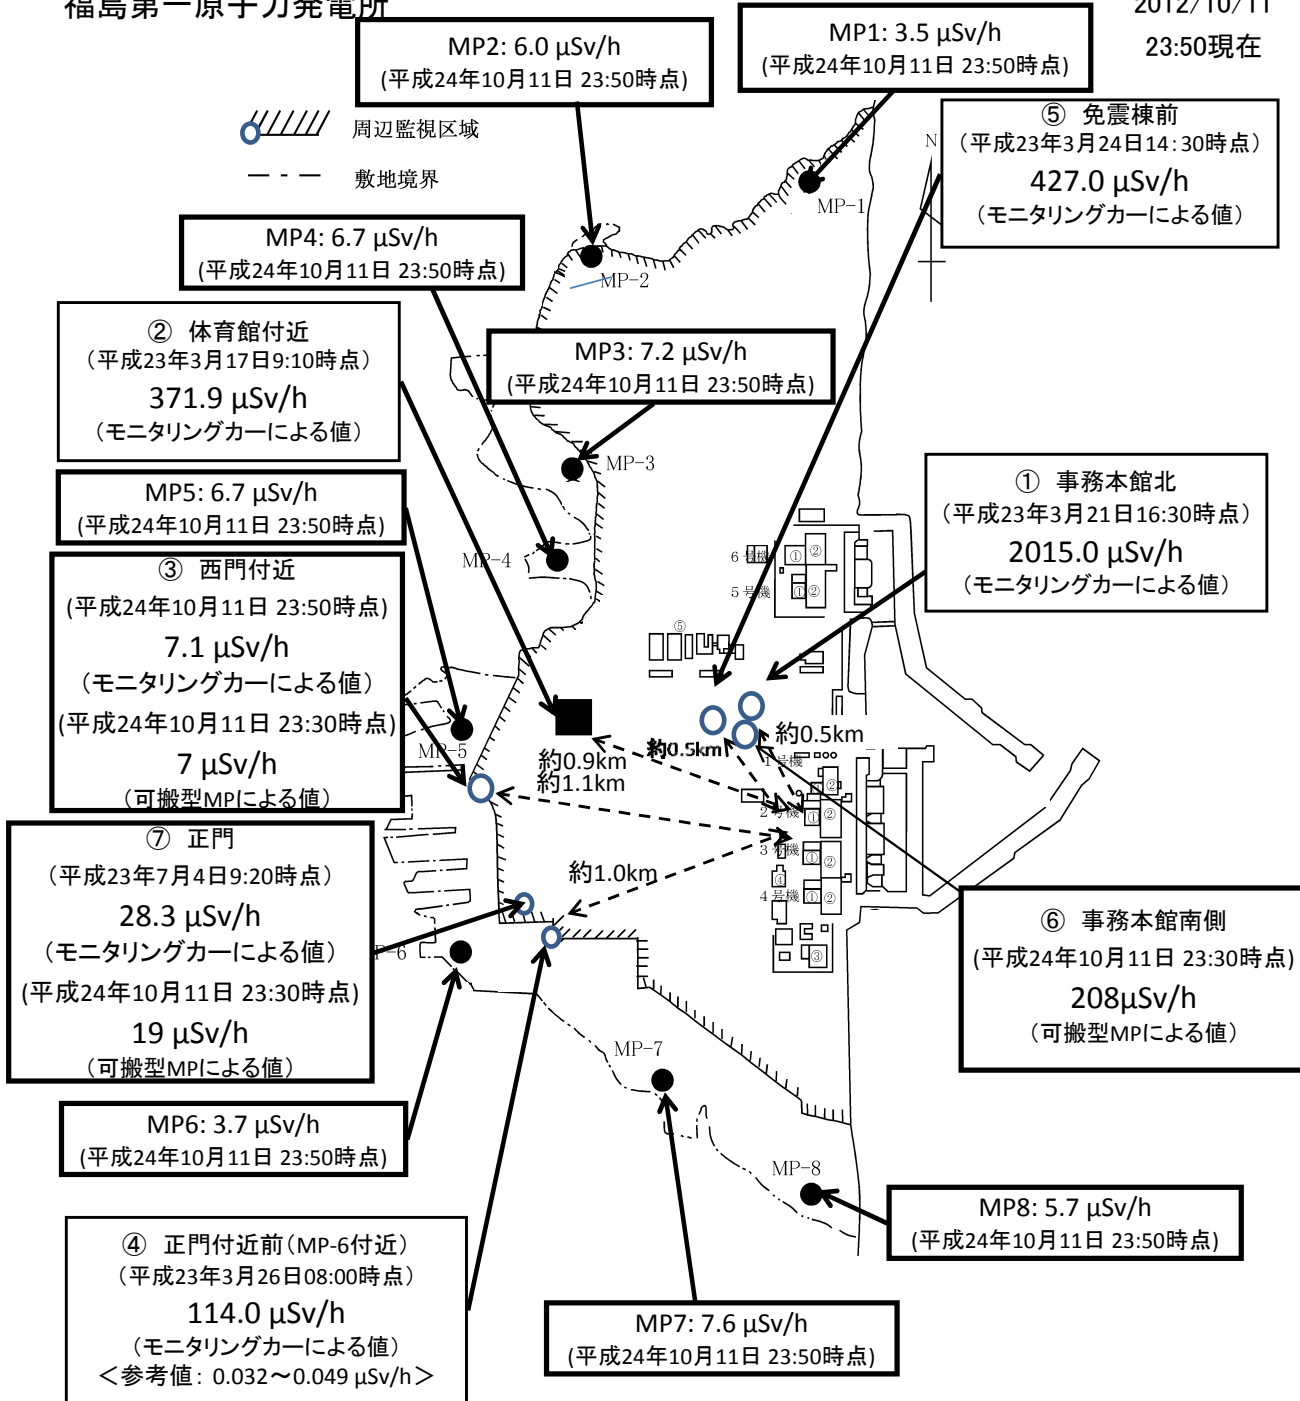 福島第一原子力発電所
2012/10/11
23:50現在
MP2: 6.0 μSv/h
(平成24年10月11日 23:50時点)
MP1: 3.5 μSv/h
(平成24年10月11日 23:50時点)
周辺監視区域
敷地境界
⑤ 免震棟前
(平成23年3月24日14:30時点)
427.0 μSv/h
(モニタリングカーによる値)
N
MP-1
MP4: 6.7 μSv/h
(平成24年10月11日 23:50時点)
MP-2
② 体育館付近
(平成23年3月17日9:10時点)
371.9 μSv/h
(モニタリングカーによる値)
MP3: 7.2 μSv/h
(平成24年10月11日 23:50時点)
MP-3
MP5: 6.7 μSv/h
(平成24年10月11日 23:50時点)
① 事務本館北
(平成23年3月21日16:30時点)
2015.0 μSv/h
(モニタリングカーによる値)
MP-4
6号機
① ②
5号機
① ②
③ 西門付近
(平成24年10月11日 23:50時点)
7.1 μSv/h
(モニタリングカーによる値)
(平成24年10月11日 23:30時点)
7 μSv/h
(可搬型MPによる値)
⑤
MP-5
約0.9km
約1.1km
約0.5km
約0.5km
1号機
②
2号機
① ②
3号機
① ②
④
4号機
① ②
③
⑦ 正門
(平成23年7月4日9:20時点)
28.3 μSv/h
(モニタリングカーによる値)
(平成24年10月11日 23:30時点)
19 μSv/h
(可搬型MPによる値)
約1.0km
P-6
⑥ 事務本館南側
(平成24年10月11日 23:30時点)
208μSv/h
(可搬型MPによる値)
MP-7
MP6: 3.7 μSv/h
(平成24年10月11日 23:50時点)
MP-8
MP8: 5.7 μSv/h
(平成24年10月11日 23:50時点)
④ 正門付近前(MP-6付近)
(平成23年3月26日08:00時点)
114.0 μSv/h
(モニタリングカーによる値)
<参考値: 0.032～0.049 μSv/h>
MP7: 7.6 μSv/h
(平成24年10月11日 23:50時点)